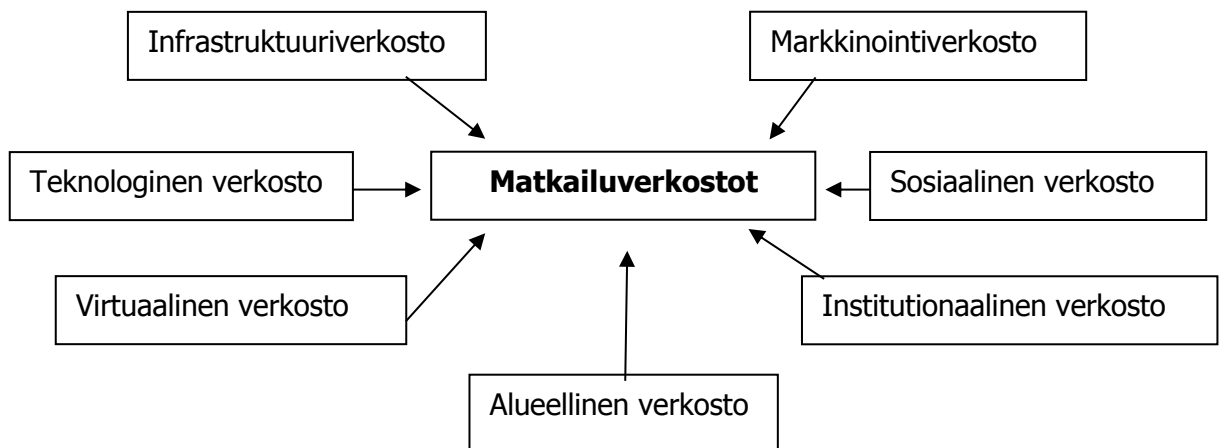 Infrastruktuuriverkosto
Markkinointiverkosto
Teknologinen verkosto
Matkailuverkostot
Sosiaalinen verkosto
Virtuaalinen verkosto
Institutionaalinen verkosto
Alueellinen verkosto